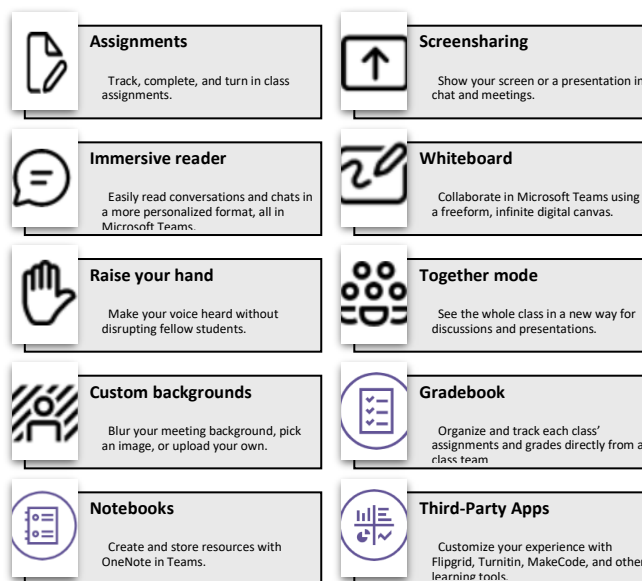 Assignments
Track, complete, and turn in class
assignments.
Screensharing
Show your screen or a presentation in
chat and meetings.
Immersive reader
Easily read conversations and chats in
a more personalized format, all in
Microsoft Teams.
Whiteboard
Collaborate in Microsoft Teams using
a freeform, infinite digital canvas.
Raise your hand
Make your voice heard without
disrupting fellow students.
Together mode
See the whole class in a new way for
discussions and presentations.
Custom backgrounds
Blur your meeting background, pick
an image, or upload your own.
Gradebook
Organize and track each class’
assignments and grades directly from a
class team
Notebooks
Create and store resources with
OneNote in Teams.
Third-Party Apps
Customize your experience with
Flipgrid, Turnitin, MakeCode, and other
learning tools.